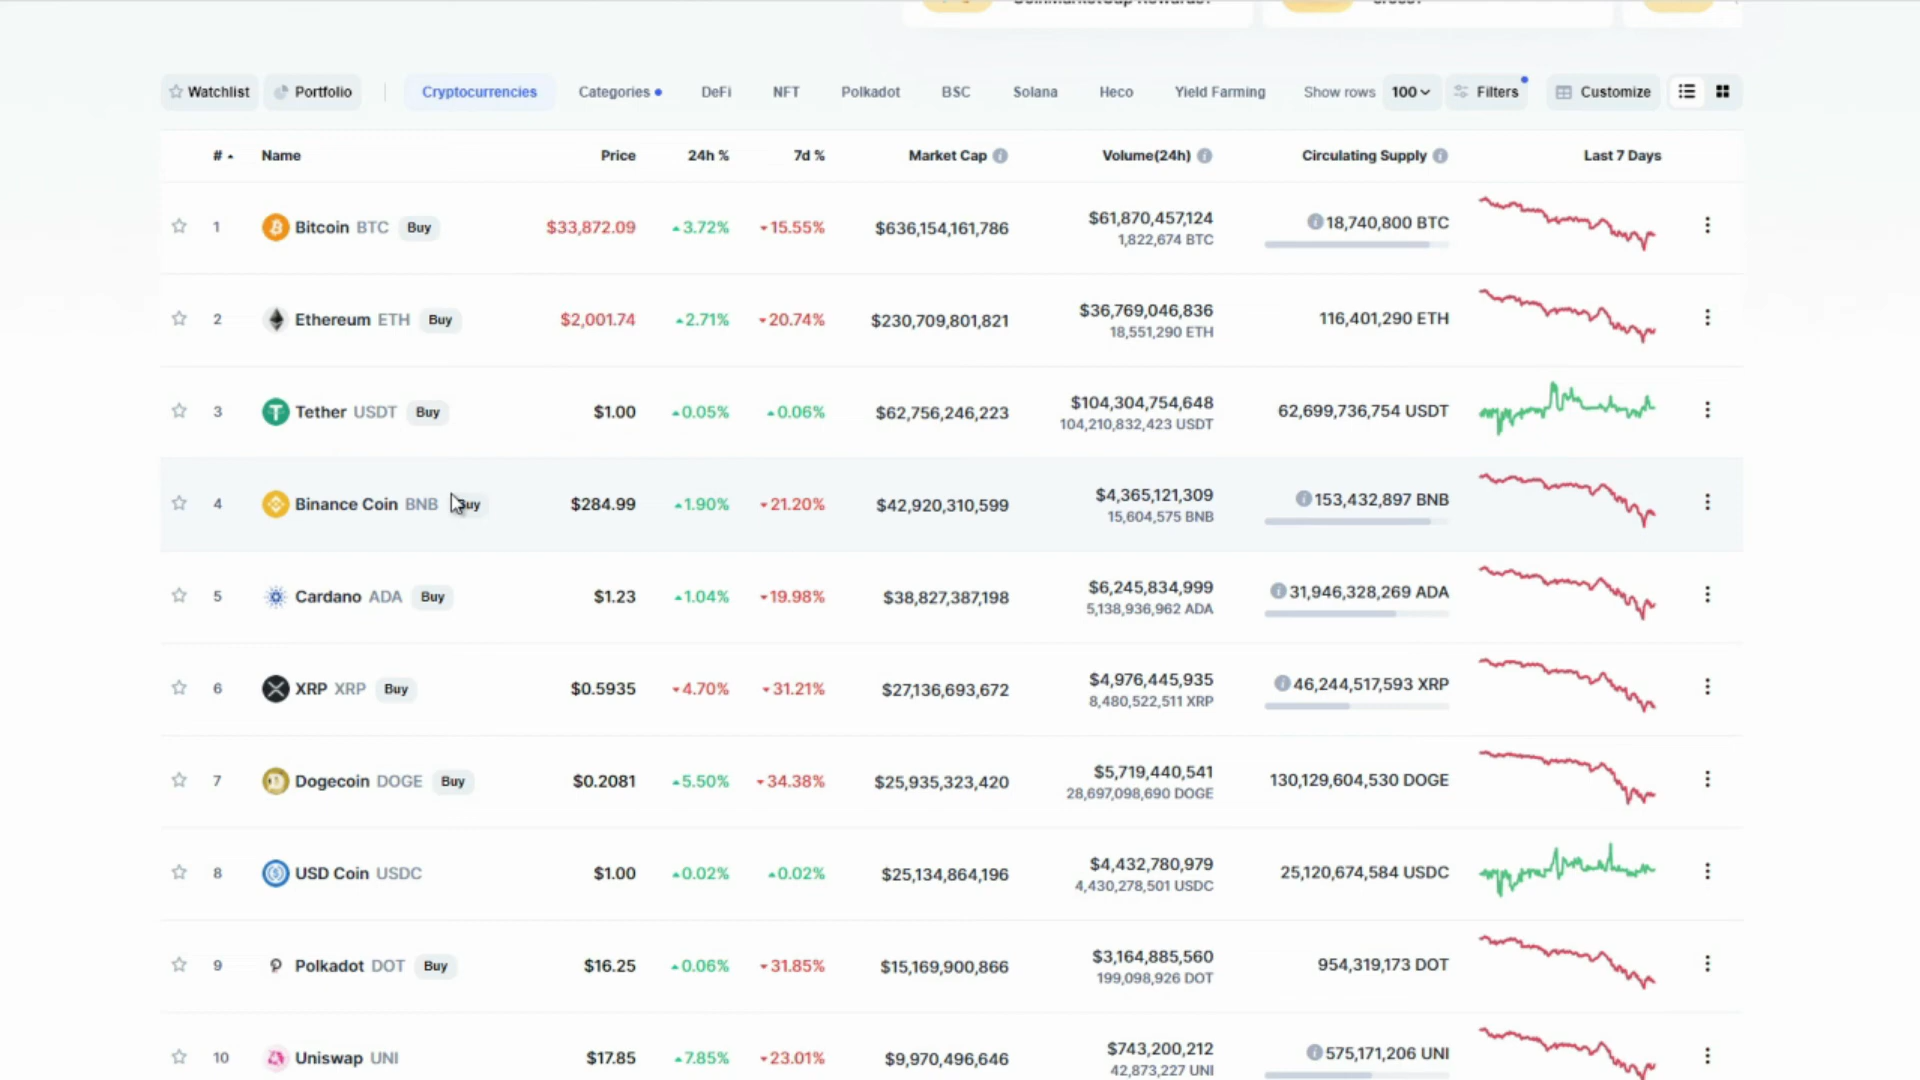 Watchlist Portfolio Cryptocurrencies Categories DeFi NFT Polkadot BSC Solana Heco Yield Farming Show rows 100 Filters Customize
# Name Price 24h % 7d % Market Cap Volume(24h) Circulating Supply Last 7 Days
1 Bitcoin BTC Buy $33,872.09 3.72% 15.55% $636,154,161,786 $61,870,457,124 18,740,800 BTC
1,822,674 BTC
2 Ethereum ETH Buy $2,001.74 2.71% 20.74% $230,709,801,821 $36,769,046,836 116,401,290 ETH
18,551,290 ETH
3 Tether USDT Buy $1.00 0.05% 0.06% $62,756,246,223 $104,304,754,648 62,699,736,754 USDT
104,210,832,423 USDT
4 Binance Coin BNB Buy $284.99 1.90% 21.20% $42,920,310,599 $4,365,121,309 153,432,897 BNB
15,604,575 BNB
5 Cardano ADA Buy $1.23 1.04% 19.98% $38,827,387,198 $6,245,834,999 31,946,328,269 ADA
5,138,936,962 ADA
6 XRP XRP Buy $0.5935 4.70% 31.21% $27,136,693,672 $4,976,445,935 46,244,517,593 XRP
8,480,522,511 XRP
7 Dogecoin DOGE Buy $0.2081 5.50% 34.38% $25,935,323,420 $5,719,440,541 130,129,604,530 DOGE
28,697,098,690 DOGE
8 USD Coin USDC $1.00 0.02% 0.02% $25,134,864,196 $4,432,780,979 25,120,674,584 USDC
4,430,278,501 USDC
9 Polkadot DOT Buy $16.25 0.06% 31.85% $15,169,900,866 $3,164,885,560 954,319,173 DOT
199,098,926 DOT
10 Uniswap UNI $17.85 7.85% 23.01% $9,970,496,646 $743,200,212 575,171,206 UNI
42,873,227 UNI